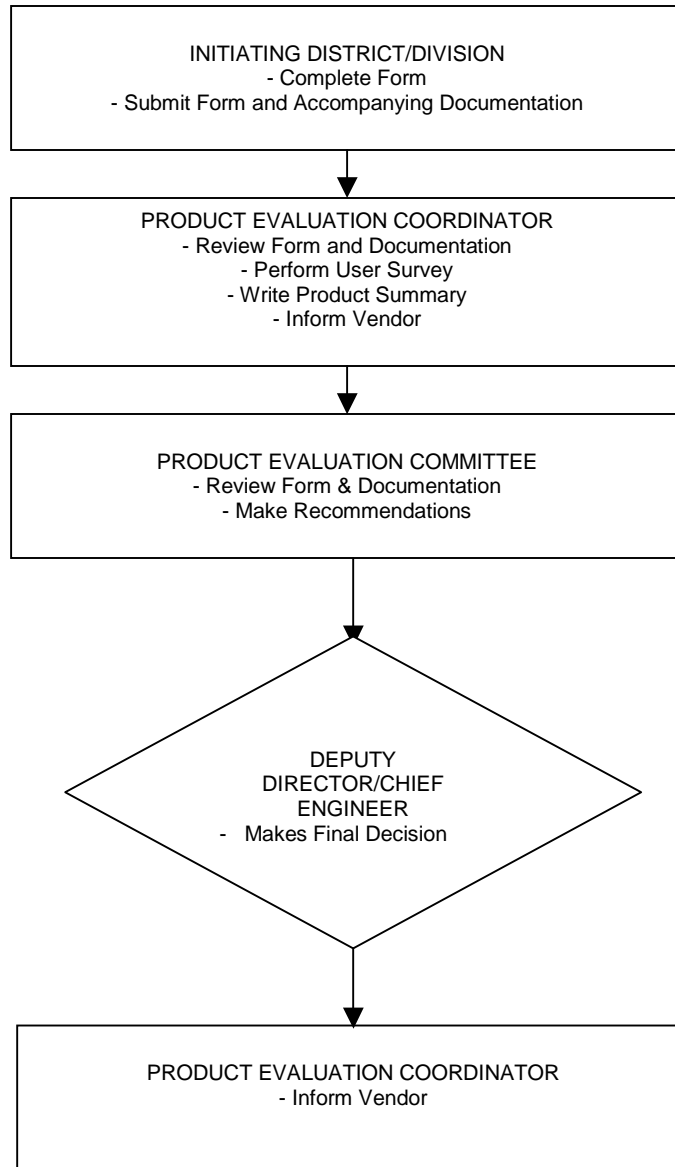 INITIATING DISTRICT/DIVISION
- Complete Form
- Submit Form and Accompanying Documentation
PRODUCT EVALUATION COORDINATOR
- Review Form and Documentation
- Perform User Survey
- Write Product Summary
- Inform Vendor
PRODUCT EVALUATION COMMITTEE
- Review Form & Documentation
- Make Recommendations
DEPUTY
DIRECTOR/CHIEF
ENGINEER
- Makes Final Decision
PRODUCT EVALUATION COORDINATOR
- Inform Vendor